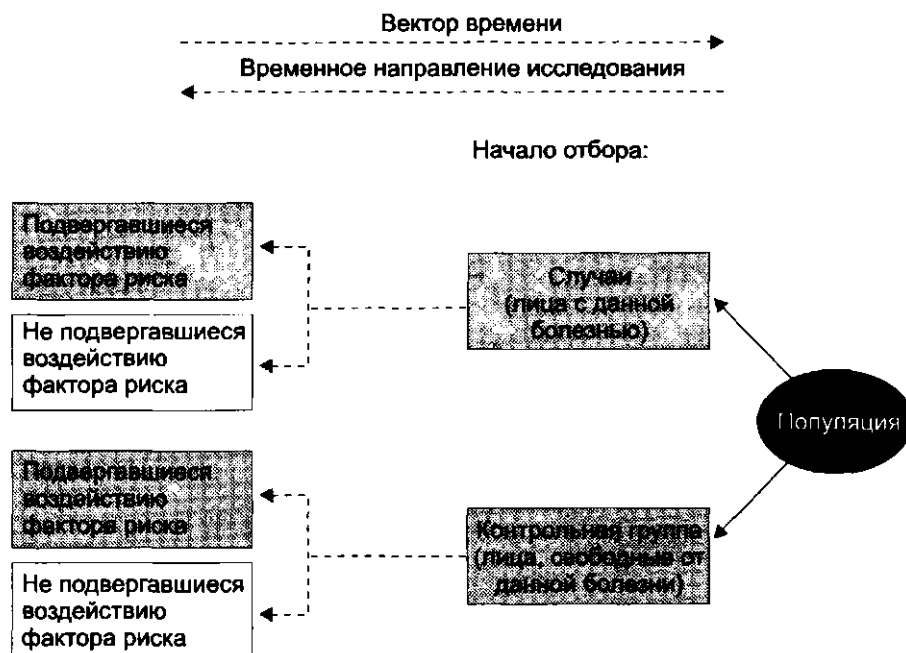 Вектор времени
Временное направление исследования
Начало отбора:
Подвергавшиеся
воздействию
фактора риска
Не подвергавшиеся
воздействию
фактора риска
Случаи
(лица с данной
болезнью)
Популяция
Подвергавшиеся
воздействию
фактора риска
Не подвергавшиеся
воздействию
фактора риска
Контрольная группа
(лица, свободные от
данной болезни)